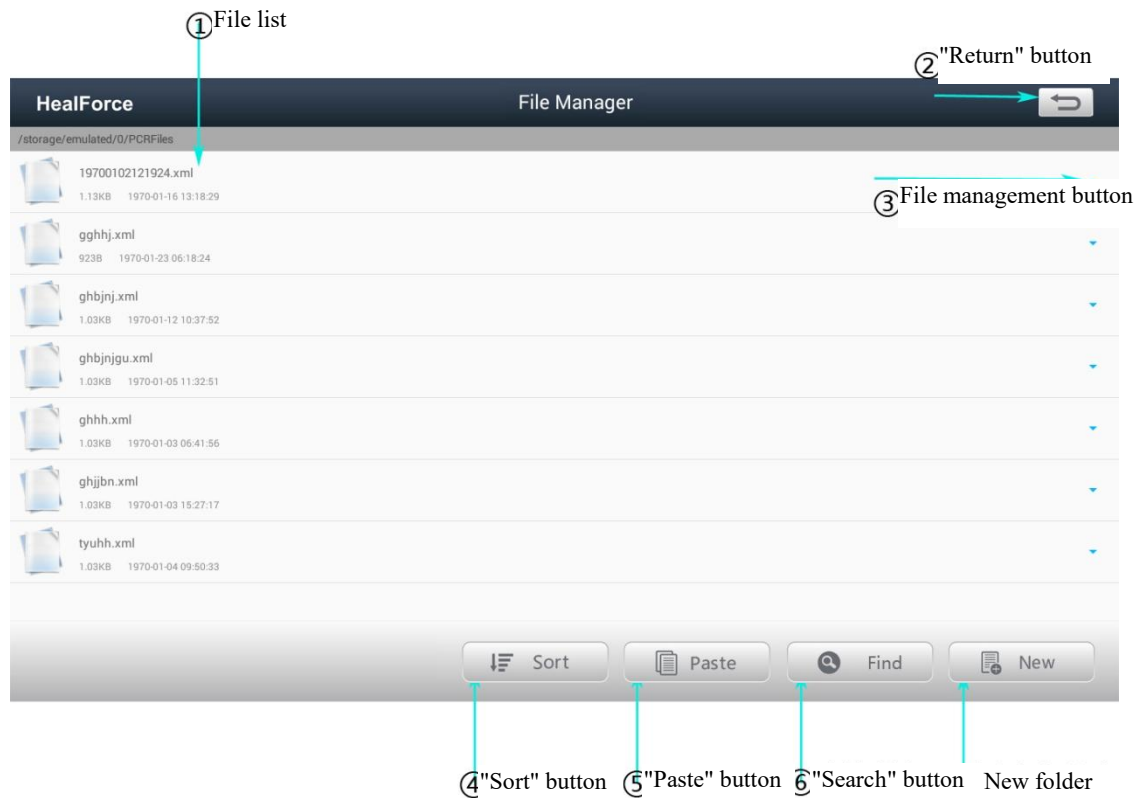 ①File list
②"Return" button
HealForce File Manager
/storage/emulated/0/PCRFiles
19700102121924.xml
1.13KB 1970-01-16 13:18:29
③File management button
gghhj.xml
923B 1970-01-23 06:18:24
ghbjnj.xml
1.03KB 1970-01-12 10:37:52
ghbjnjgu.xml
1.03KB 1970-01-05 11:32:51
ghhh.xml
1.03KB 1970-01-03 06:41:56
ghjjbn.xml
1.03KB 1970-01-03 15:27:17
tyuhh.xml
1.03KB 1970-01-04 09:50:33
Sort Paste Find New
④"Sort" button ⑤"Paste" button ⑥"Search" button New folder